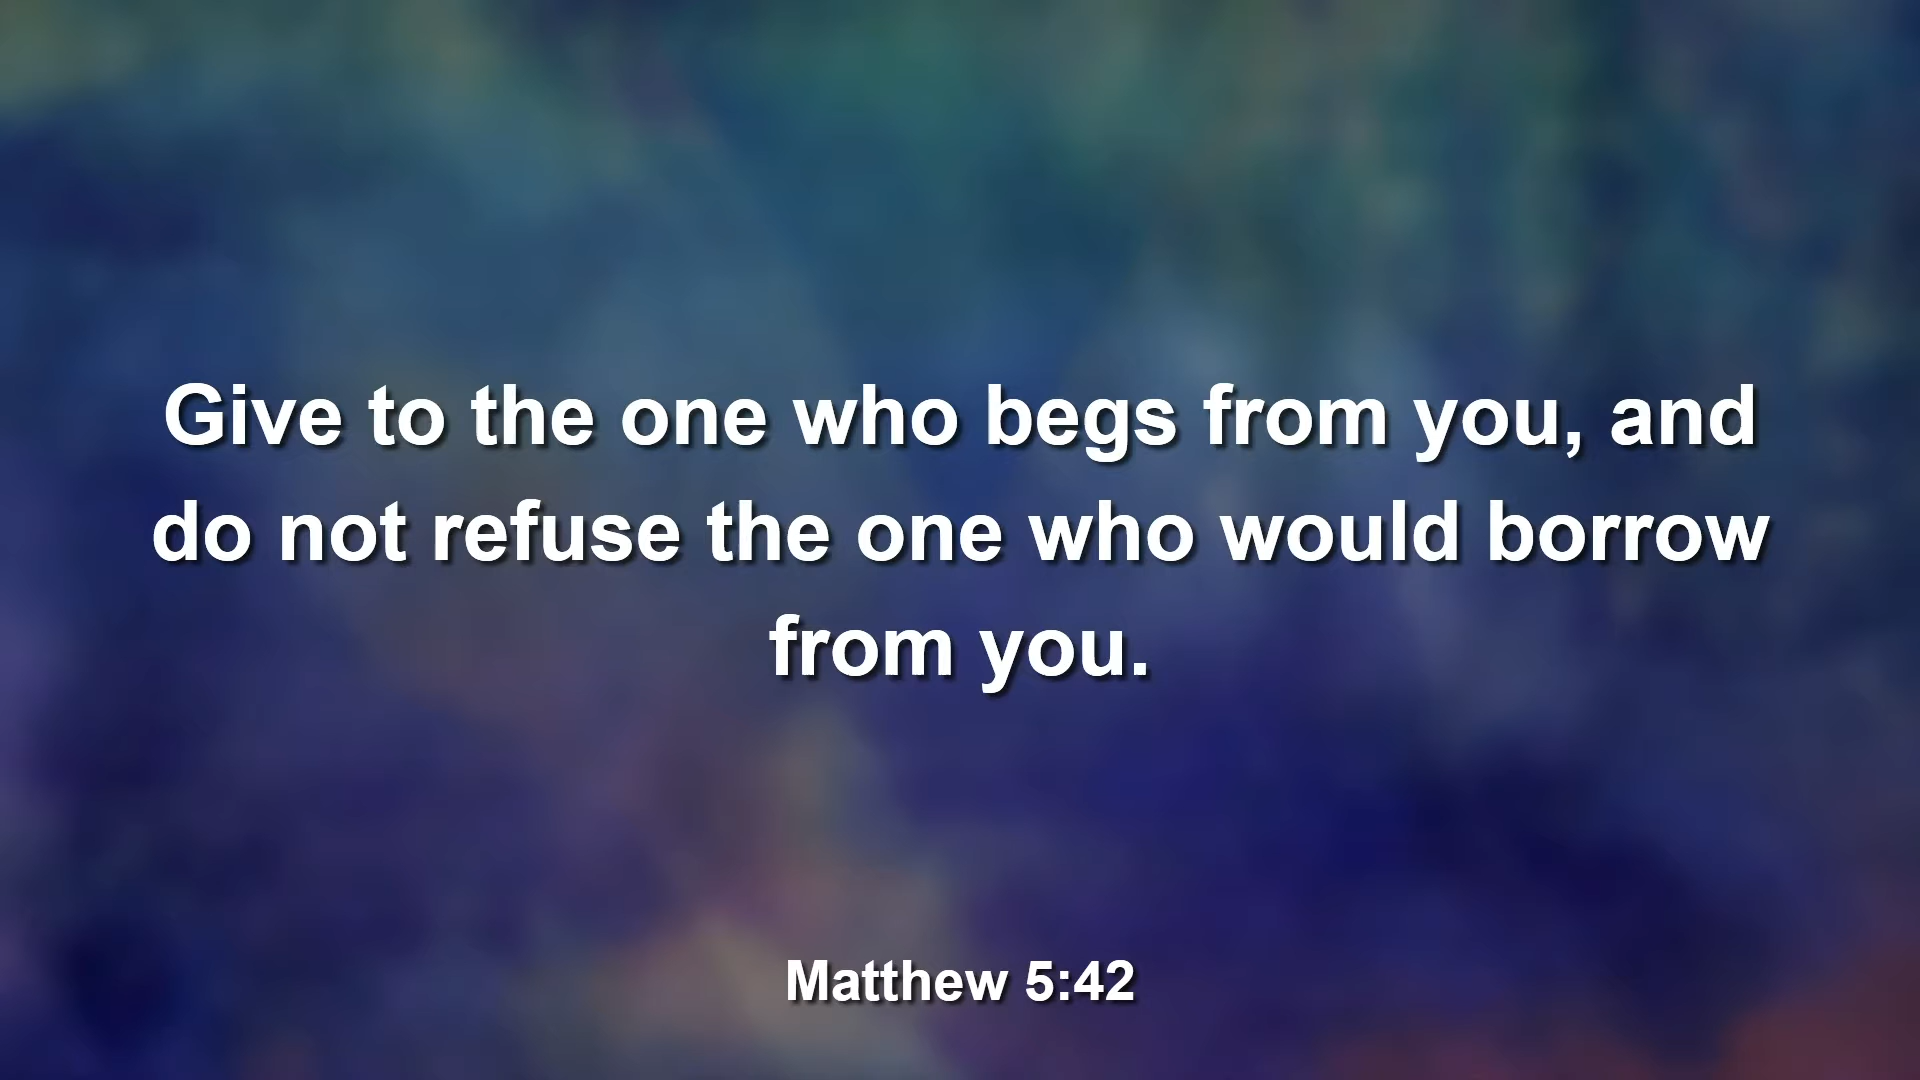 Give to the one who begs from you, and
do not refuse the one who would borrow
from you.
Matthew 5:42